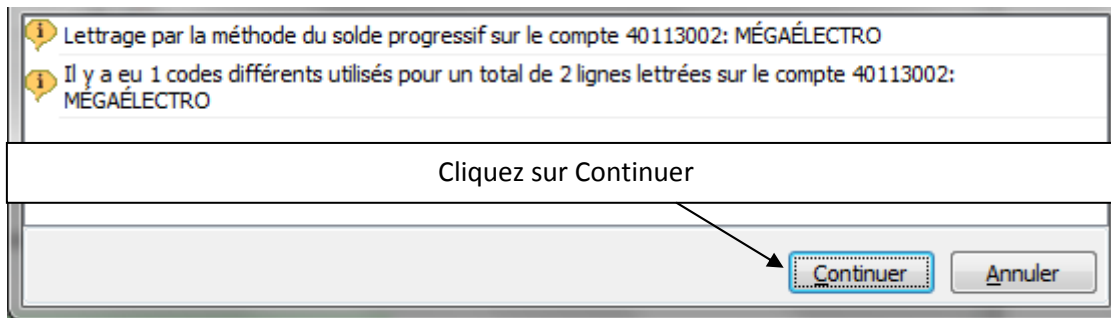 Lettrage par la méthode du solde progressif sur le compte 40113002: MÉGAÉLECTRO
Il y a eu 1 codes différents utilisés pour un total de 2 lignes lettrées sur le compte 40113002:
MÉGAÉLECTRO
Cliquez sur Continuer
Continuer Annuler